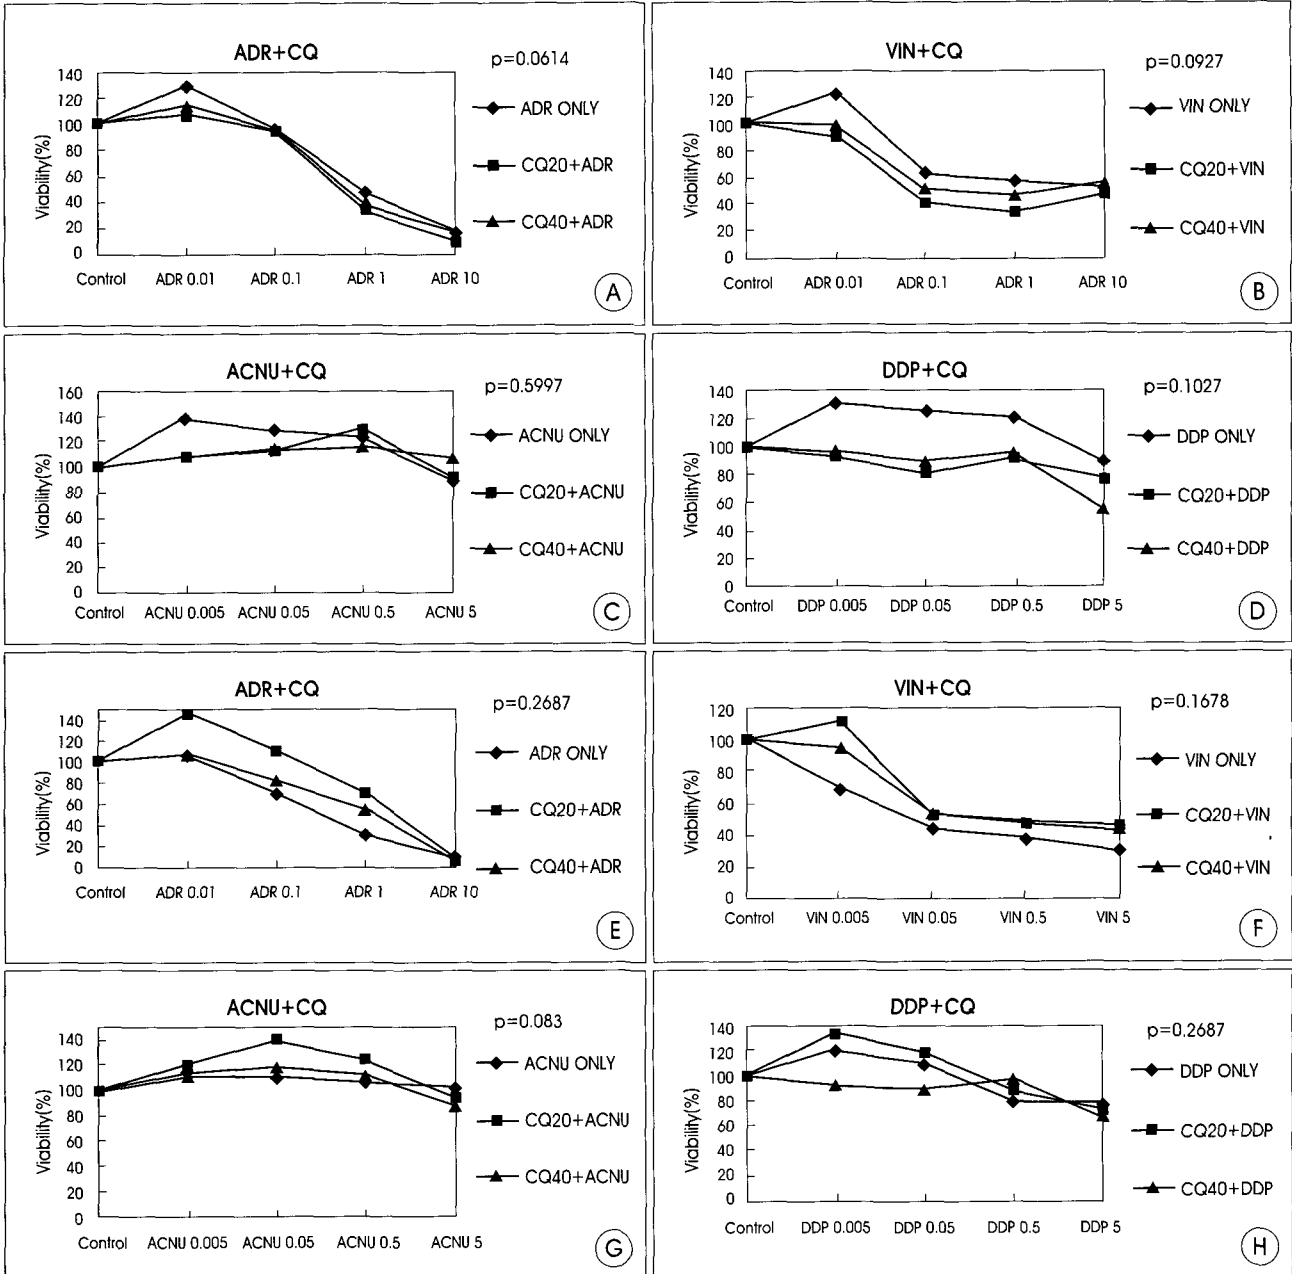 ADR+CQ
p=0.0614
Viability(%)
140
120
100
80
60
40
20
0
Control ADR 0.01 ADR 0.1 ADR 1 ADR 10
ADR ONLY
CQ20+ADR
CQ40+ADR
A
VIN+CQ
p=0.0927
Viability(%)
140
120
100
80
60
40
20
0
Control ADR 0.01 ADR 0.1 ADR 1 ADR 10
VIN ONLY
CQ20+VIN
CQ40+VIN
B
ACNU+CQ
p=0.5997
Viability(%)
160
140
120
100
80
60
40
20
0
Control ACNU 0.005 ACNU 0.05 ACNU 0.5 ACNU 5
ACNU ONLY
CQ20+ACNU
CQ40+ACNU
C
DDP+CQ
p=0.1027
Viability(%)
140
120
100
80
60
40
20
0
Control DDP 0.005 DDP 0.05 DDP 0.5 DDP 5
DDP ONLY
CQ20+DDP
CQ40+DDP
D
ADR+CQ
p=0.2687
Viability(%)
140
120
100
80
60
40
20
0
Control ADR 0.01 ADR 0.1 ADR 1 ADR 10
ADR ONLY
CQ20+ADR
CQ40+ADR
E
VIN+CQ
p=0.1678
Viability(%)
120
100
80
60
40
20
0
Control VIN 0.005 VIN 0.05 VIN 0.5 VIN 5
VIN ONLY
CQ20+VIN
CQ40+VIN
F
ACNU+CQ
p=0.083
Viability(%)
140
120
100
80
60
40
20
0
Control ACNU 0.005 ACNU 0.05 ACNU 0.5 ACNU 5
ACNU ONLY
CQ20+ACNU
CQ40+ACNU
G
DDP+CQ
p=0.2687
Viability(%)
140
120
100
80
60
40
20
0
Control DDP 0.005 DDP 0.05 DDP 0.5 DDP 5
DDP ONLY
CQ20+DDP
CQ40+DDP
H